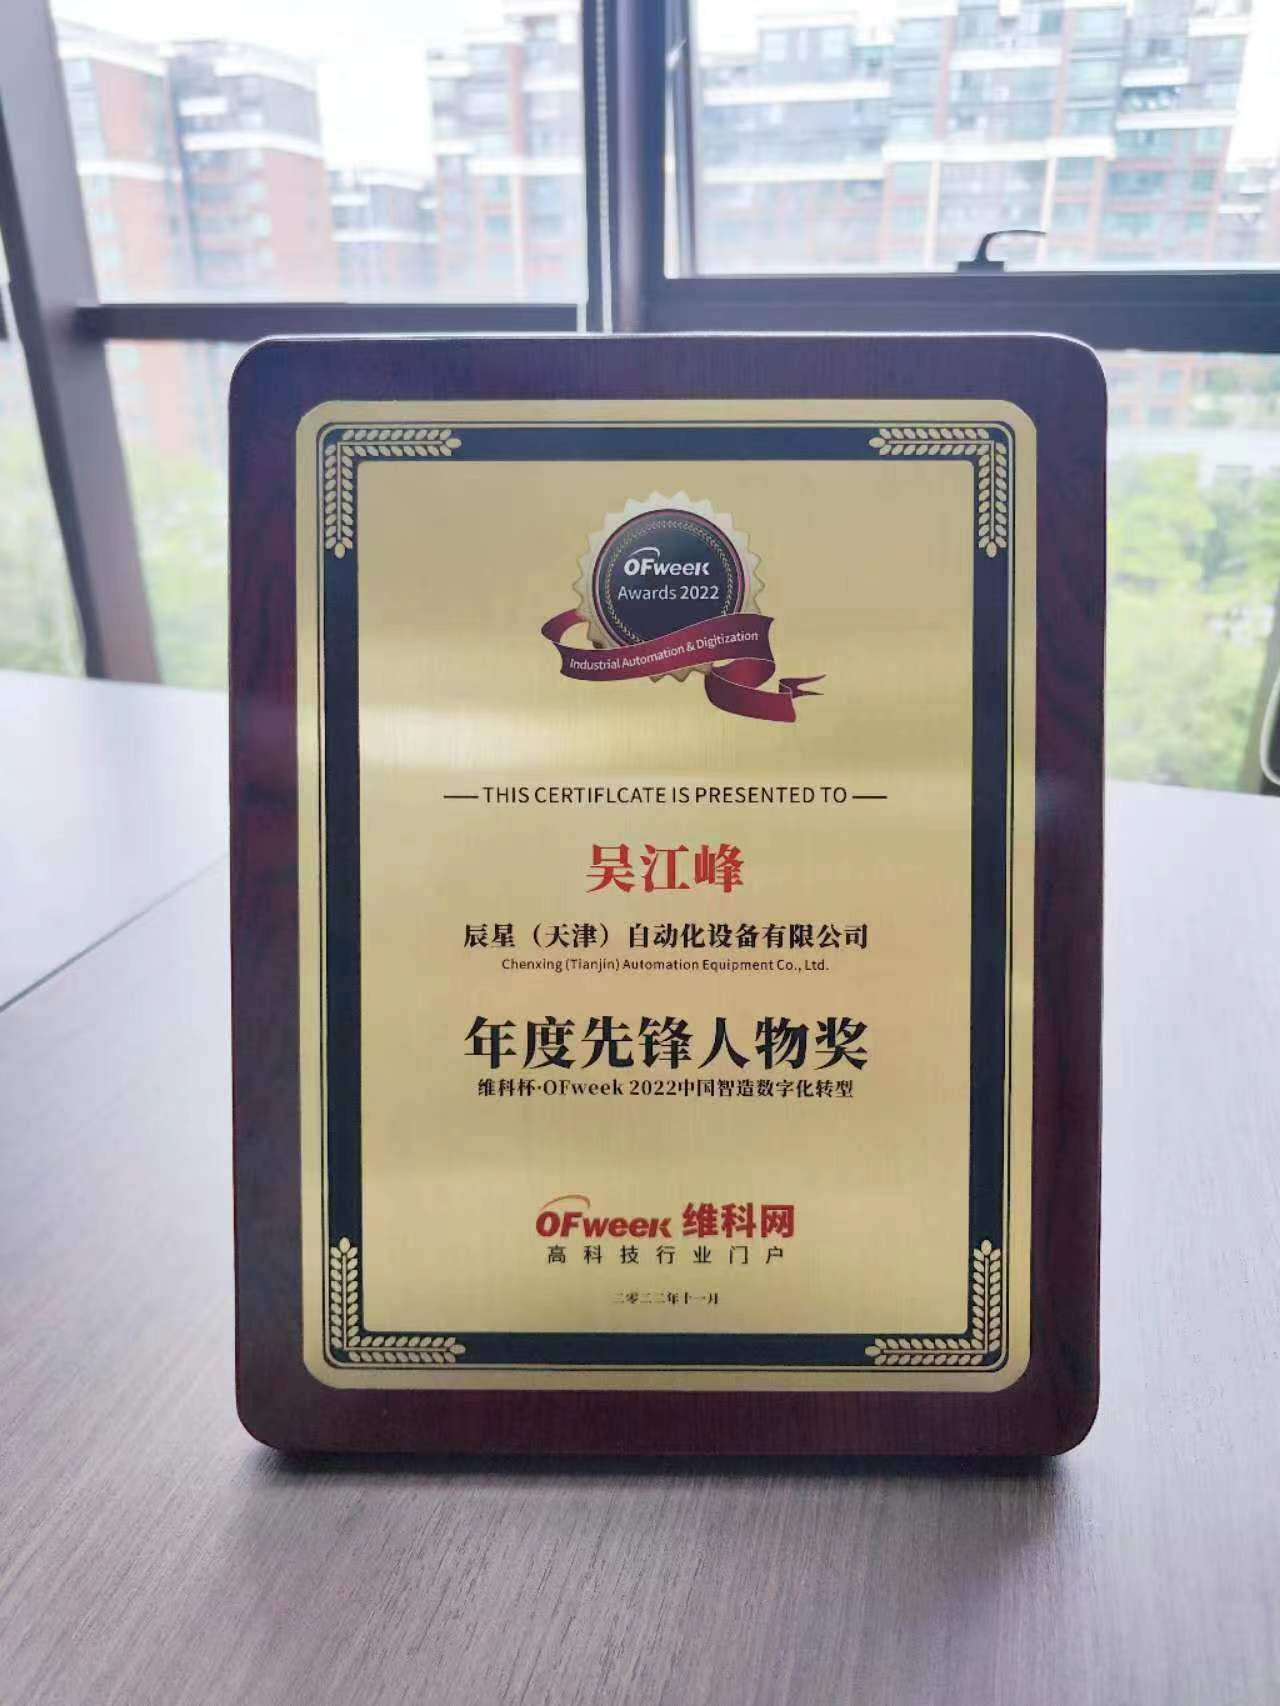 OFweek
Awards 2022
Industrial Automation & Digitization
THIS CERTIFLCATE IS PRESENTED TO
吴江峰
辰星（天津）自动化设备有限公司
Chenxing (Tianjin) Automation Equipment Co., Ltd.
年度先锋人物奖
维科杯·OFweek 2022中国智造数字化转型
OFweek 维科网
高科技行业门户
二零二二年十一月